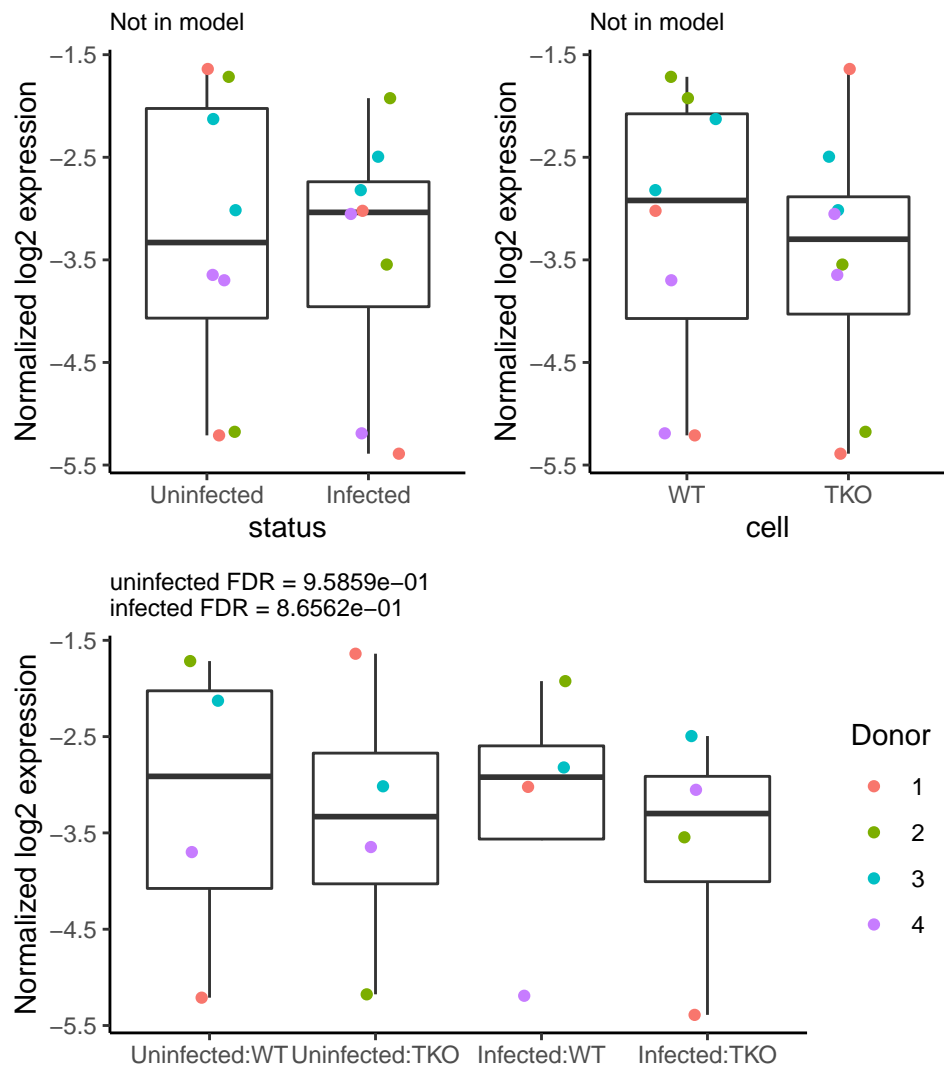 Not in model
Normalized log2 expression
−1.5
−2.5
−3.5
−4.5
−5.5
Uninfected
Infected
status
Not in model
Normalized log2 expression
−1.5
−2.5
−3.5
−4.5
−5.5
WT
TKO
cell
uninfected FDR = 9.5859e−01
infected FDR = 8.6562e−01
Normalized log2 expression
−1.5
−2.5
−3.5
−4.5
−5.5
Uninfected:WT
Uninfected:TKO
Infected:WT
Infected:TKO
Donor
1
2
3
4